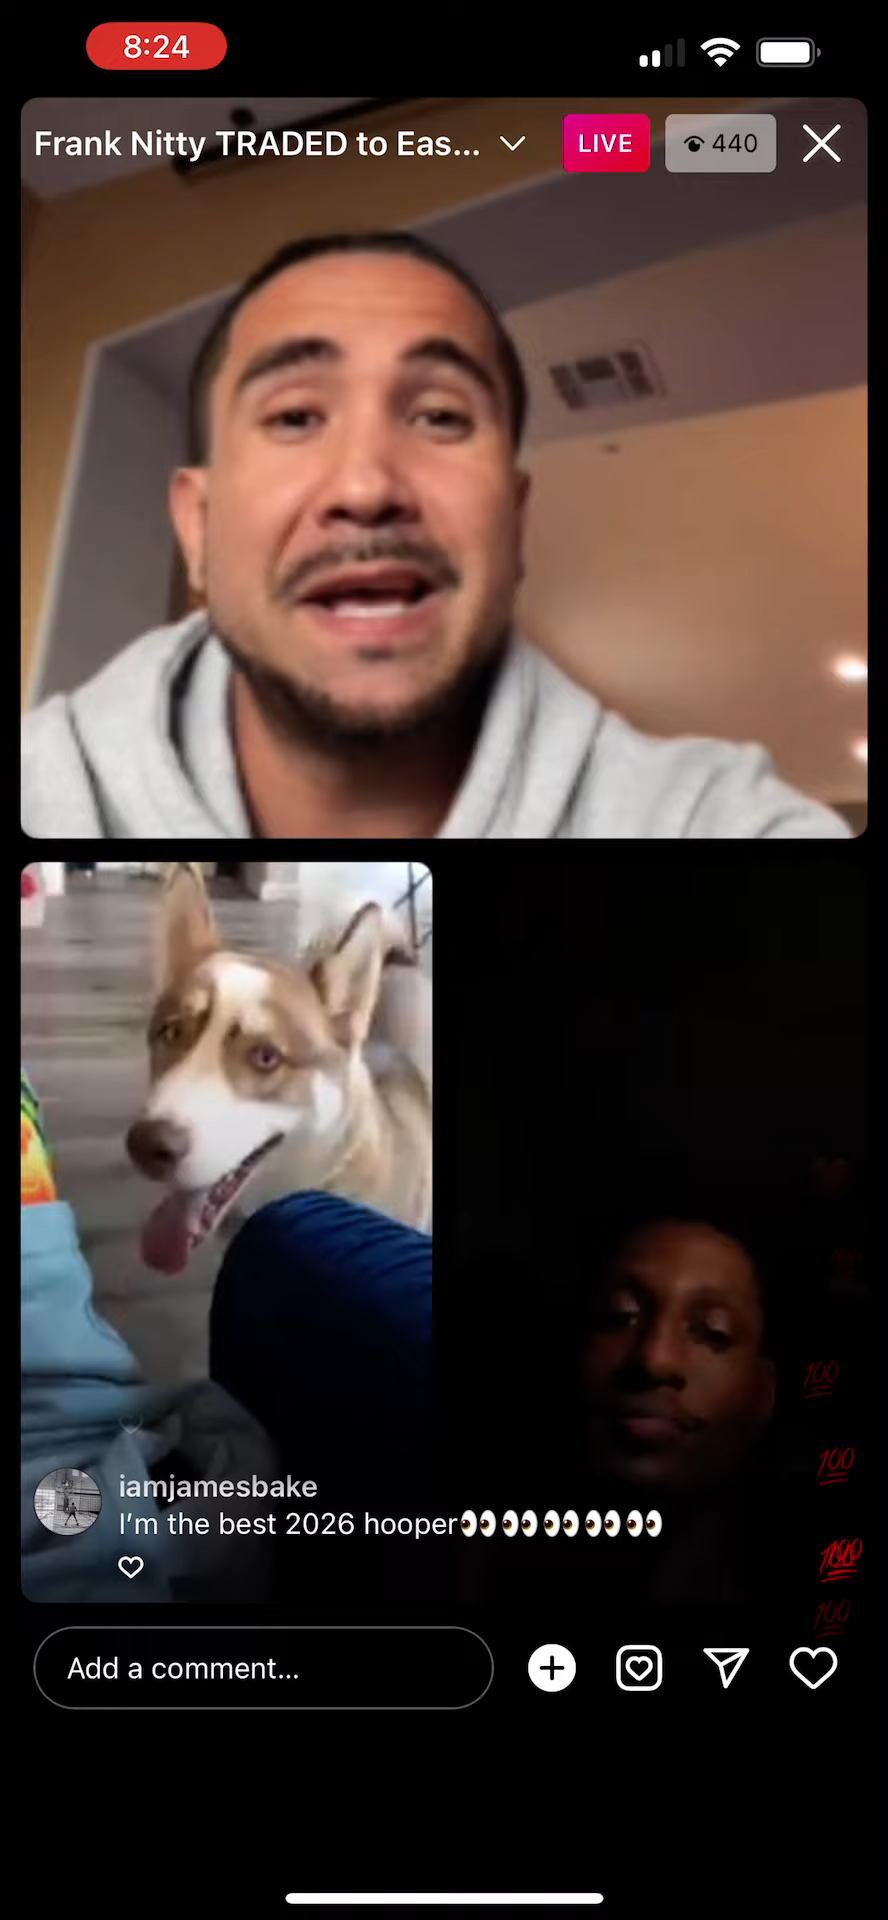 8:24
Frank Nitty TRADED to Eas...
LIVE
440
iamjamesbake
I'm the best 2026 hooper👀👀👀👀👀
Add a comment...